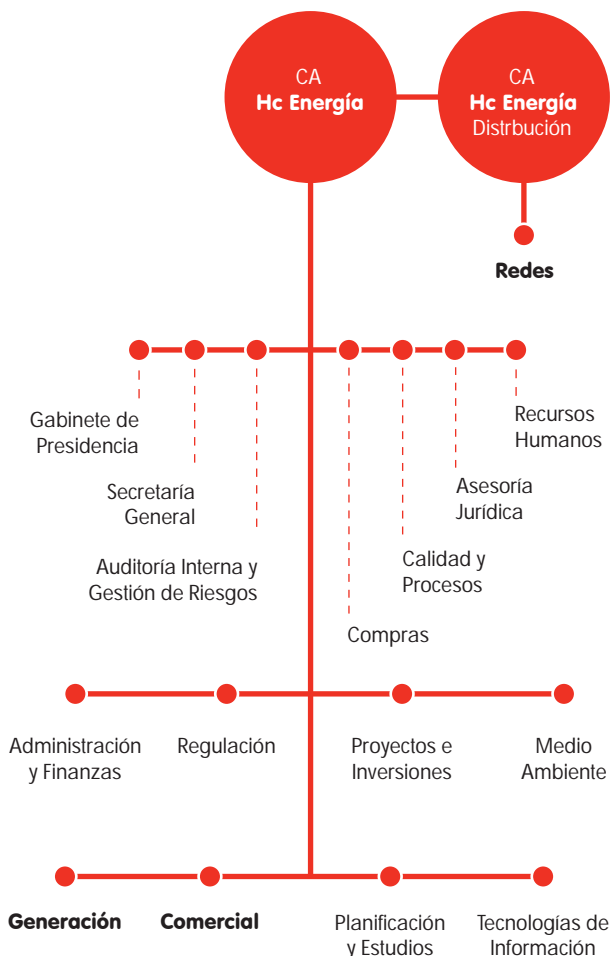 CA
Hc Energía
CA
Hc Energía
Distrbución
Redes
Gabinete de
Presidencia
Secretaría
General
Auditoría Interna y
Gestión de Riesgos
Compras
Calidad y
Procesos
Asesoría
Jurídica
Recursos
Humanos
Administración
y Finanzas
Regulación
Proyectos e
Inversiones
Medio
Ambiente
Generación
Comercial
Planificación
y Estudios
Tecnologías de
Información